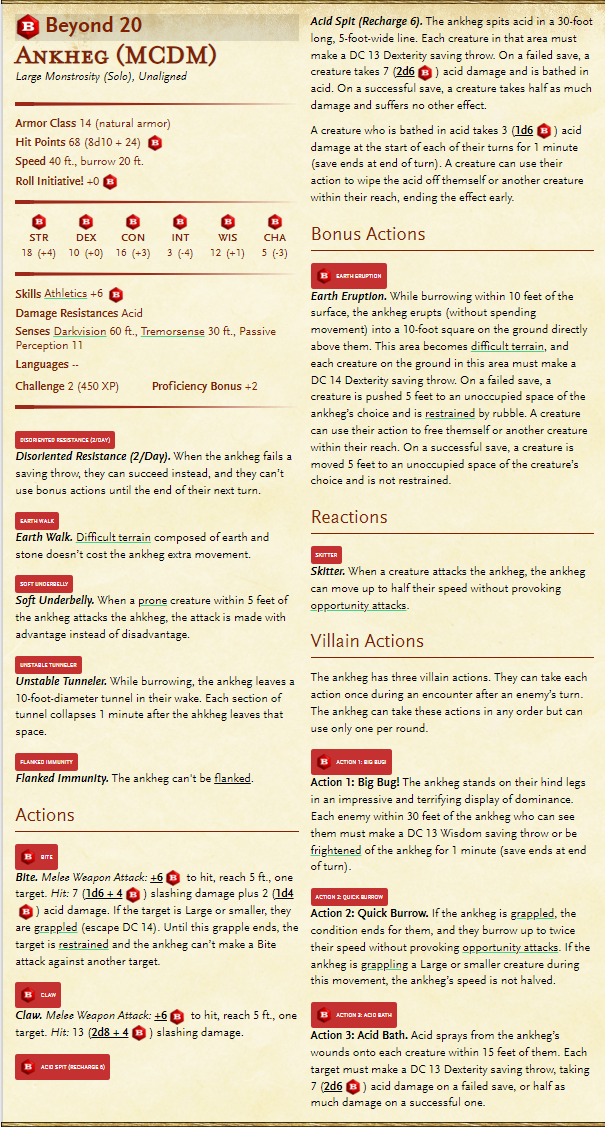 Beyond 20
Ankheg (MCDM)
Large Monstrosity (Solo), Unaligned
Armor Class 14 (natural armor)
Hit Points 68 (8d10 + 24)
Speed 40 ft., burrow 20 ft.
Roll Initiative! +0
STR DEX CON INT WIS CHA
18 (+4) 10 (+0) 16 (+3) 3 (-4) 12 (+1) 5 (-3)
Skills Athletics +6
Damage Resistances Acid
Senses Darkvision 60 ft., Tremorsense 30 ft., Passive
Perception 11
Languages --
Challenge 2 (450 XP) Proficiency Bonus +2
DISORIENTED RESISTANCE (2/DAY)
Disoriented Resistance (2/Day). When the ankheg fails a
saving throw, they can succeed instead, and they can't
use bonus actions until the end of their next turn.
EARTH WALK
Earth Walk. Difficult terrain composed of earth and
stone doesn't cost the ankheg extra movement.
SOFT UNDERBELLY
Soft Underbelly. When a prone creature within 5 feet of
the ankheg attacks the ahkheg, the attack is made with
advantage instead of disadvantage.
UNSTABLE TUNNELER
Unstable Tunneler. While burrowing, the ankheg leaves a
10-foot-diameter tunnel in their wake. Each section of
tunnel collapses 1 minute after the ahkheg leaves that
space.
FLANKED IMMUNITY
Flanked Immunity. The ankheg can't be flanked.
Actions
BITE
Bite. Melee Weapon Attack: +6 to hit, reach 5 ft., one
target. Hit: 7 (1d6 + 4 ) slashing damage plus 2 (1d4
) acid damage. If the target is Large or smaller, they
are grappled (escape DC 14). Until this grapple ends, the
target is restrained and the ankheg can't make a Bite
attack against another target.
CLAW
Claw. Melee Weapon Attack: +6 to hit, reach 5 ft., one
target. Hit: 13 (2d8 + 4 ) slashing damage.
ACID SPIT (RECHARGE 6)
Acid Spit (Recharge 6). The ankheg spits acid in a 30-foot
long, 5-foot-wide line. Each creature in that area must
make a DC 13 Dexterity saving throw. On a failed save, a
creature takes 7 (2d6 ) acid damage and is bathed in
acid. On a successful save, a creature takes half as much
damage and suffers no other effect.
A creature who is bathed in acid takes 3 (1d6 ) acid
damage at the start of each of their turns for 1 minute
(save ends at end of turn). A creature can use their
action to wipe the acid off themself or another creature
within their reach, ending the effect early.
Bonus Actions
EARTH ERUPTION
Earth Eruption. While burrowing within 10 feet of the
surface, the ankheg erupts (without spending
movement) into a 10-foot square on the ground directly
above them. This area becomes difficult terrain, and
each creature on the ground in this area must make a
DC 14 Dexterity saving throw. On a failed save, a
creature is pushed 5 feet to an unoccupied space of the
ankheg's choice and is restrained by rubble. A creature
can use their action to free themself or another creature
within their reach. On a successful save, a creature is
moved 5 feet to an unoccupied space of the creature's
choice and is not restrained.
Reactions
SKITTER
Skitter. When a creature attacks the ankheg, the ankheg
can move up to half their speed without provoking
opportunity attacks.
Villain Actions
The ankheg has three villain actions. They can take each
action once during an encounter after an enemy's turn.
The ankheg can take these actions in any order but can
use only one per round.
ACTION 1: BIG BUG!
Action 1: Big Bug! The ankheg stands on their hind legs
in an impressive and terrifying display of dominance.
Each enemy within 30 feet of the ankheg who can see
them must make a DC 13 Wisdom saving throw or be
frightened of the ankheg for 1 minute (save ends at end
of turn).
ACTION 2: QUICK BURROW
Action 2: Quick Burrow. If the ankheg is grappled, the
condition ends for them, and they burrow up to twice
their speed without provoking opportunity attacks. If the
ankheg is grappling a Large or smaller creature during
this movement, the ankheg's speed is not halved.
ACTION 3: ACID BATH
Action 3: Acid Bath. Acid sprays from the ankheg's
wounds onto each creature within 15 feet of them. Each
target must make a DC 13 Dexterity saving throw, taking
7 (2d6 ) acid damage on a failed save, or half as
much damage on a successful one.